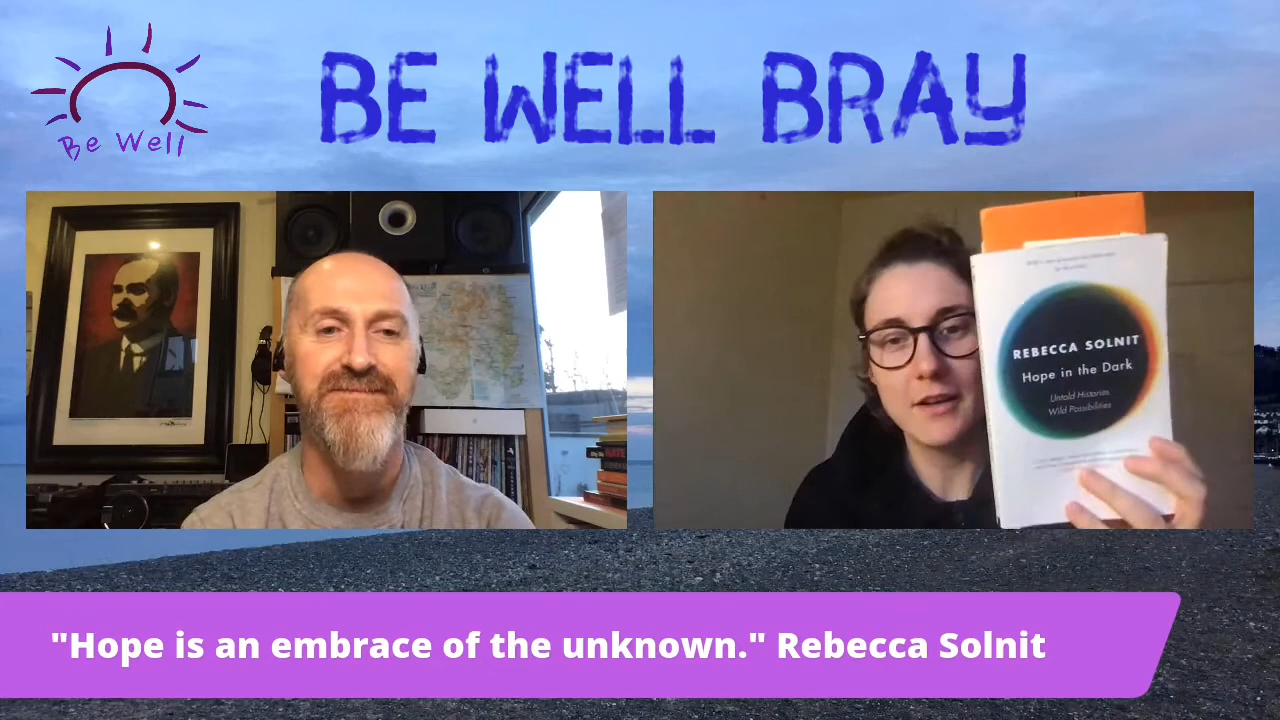 BE WELL BRAY
Be Well
REBECCA SOLNIT
Hope in the Dark
Untold Histories
Wild Possibilities
"Hope is an embrace of the unknown." Rebecca Solnit